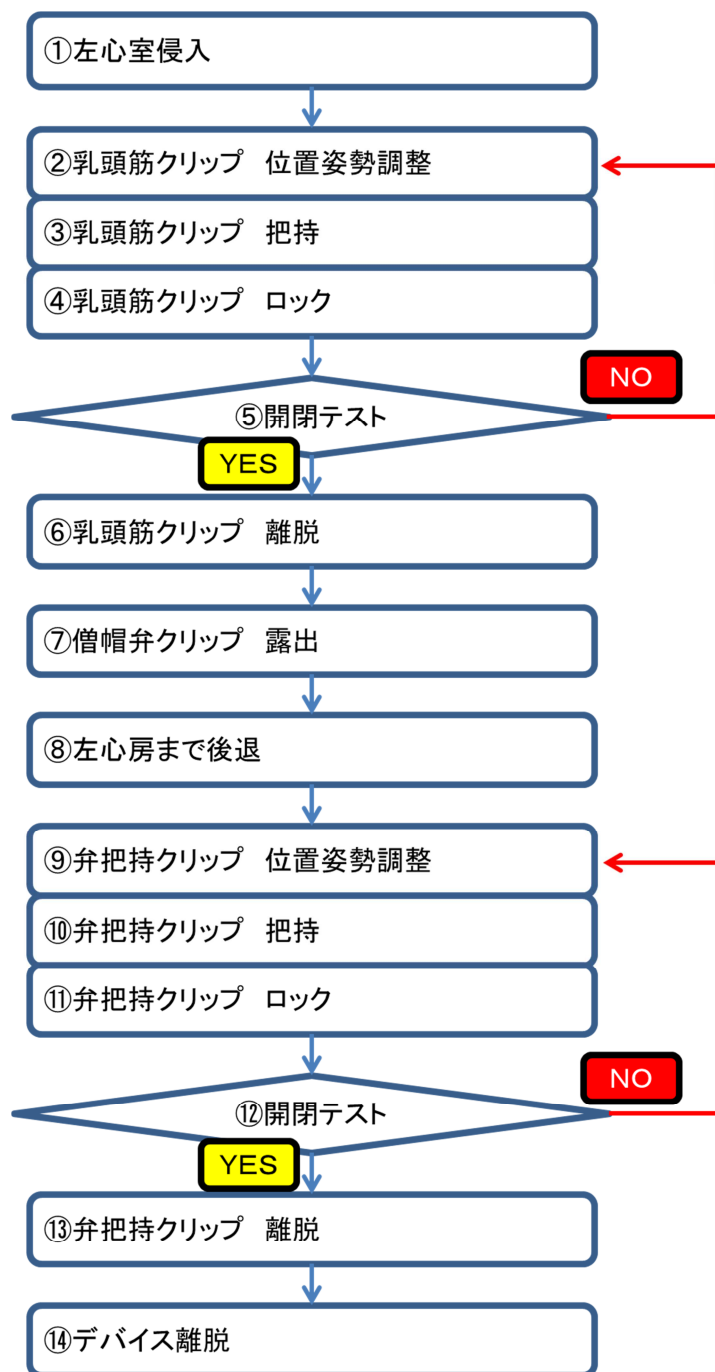 ①左心室侵入
②乳頭筋クリップ 位置姿勢調整
③乳頭筋クリップ 把持
④乳頭筋クリップ ロック
NO
⑤開閉テスト
YES
⑥乳頭筋クリップ 離脱
⑦僧帽弁クリップ 露出
⑧左心房まで後退
⑨弁把持クリップ 位置姿勢調整
⑩弁把持クリップ 把持
⑪弁把持クリップ ロック
NO
⑫開閉テスト
YES
⑬弁把持クリップ 離脱
⑭デバイス離脱